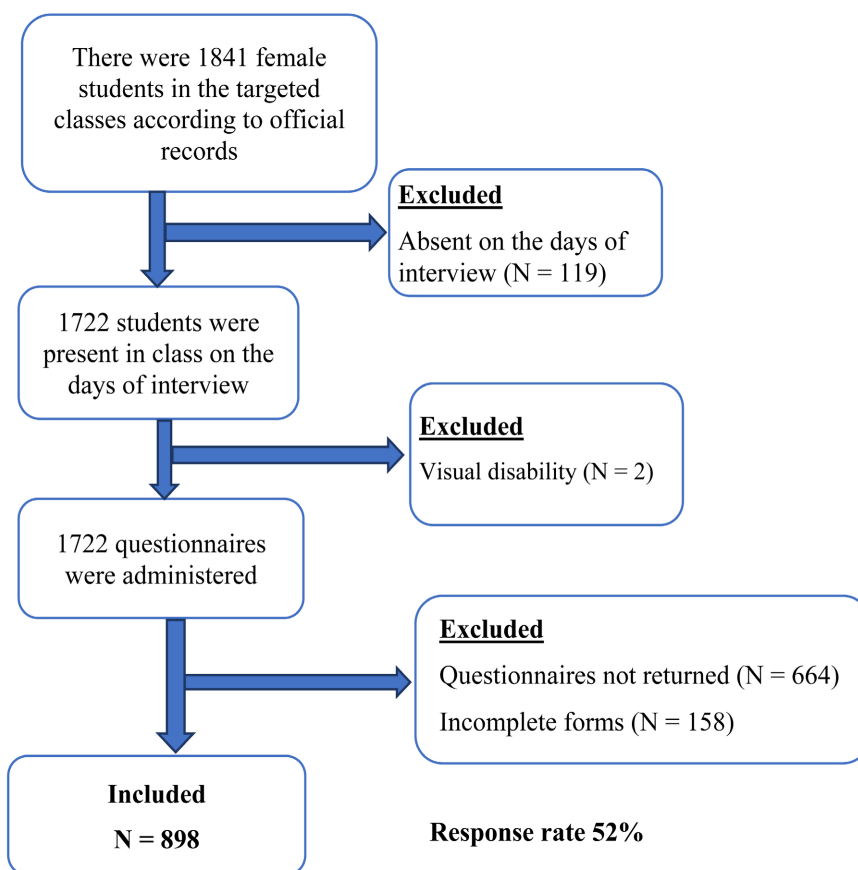 There were 1841 female
students in the targeted
classes according to official
records
Excluded
Absent on the days of
interview (N = 119)
1722 students were
present in class on the
days of interview
Excluded
Visual disability (N = 2)
1722 questionnaires
were administered
Excluded
Questionnaires not returned (N = 664)
Incomplete forms (N = 158)
Included
N = 898
Response rate 52%